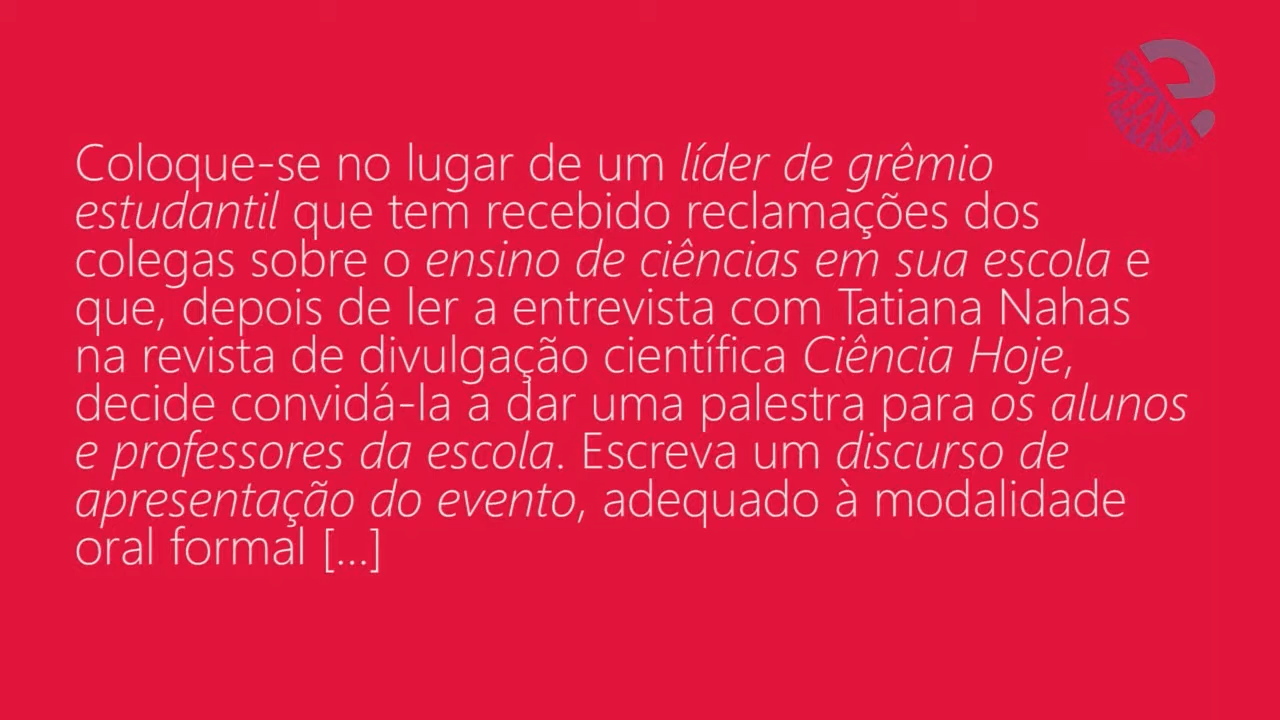 Coloque-se no lugar de um líder de grêmio
estudantil que tem recebido reclamações dos
colegas sobre o ensino de ciências em sua escola e
que, depois de ler a entrevista com Tatiana Nahas
na revista de divulgação científica Ciência Hoje,
decide convidá-la a dar uma palestra para os alunos
e professores da escola. Escreva um discurso de
apresentação do evento, adequado à modalidade
oral formal [...]